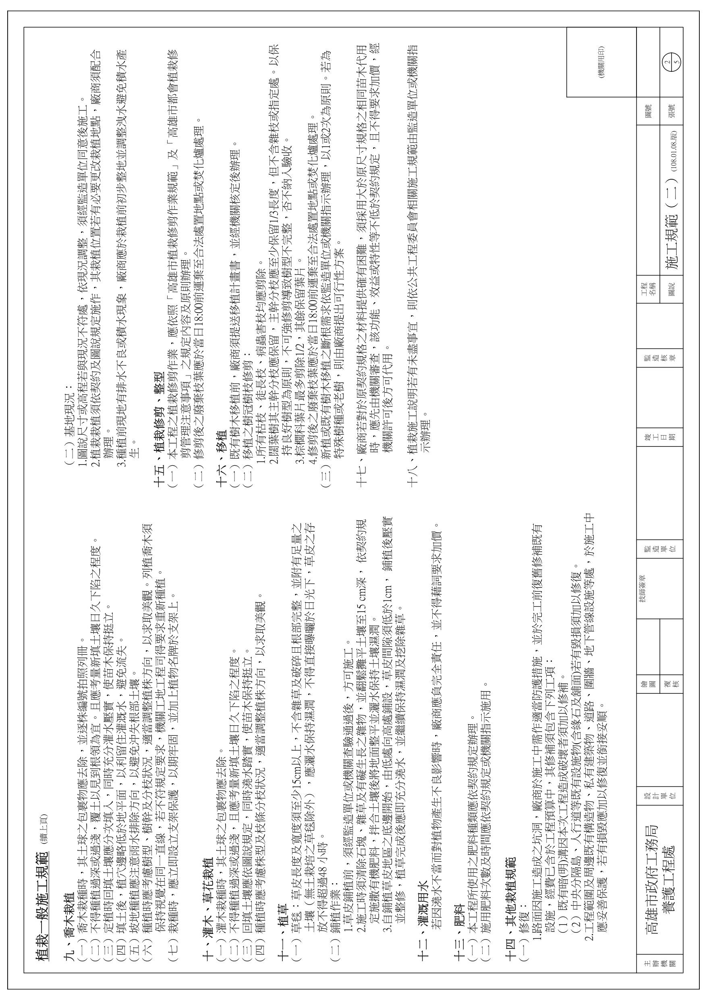 植栽一般施工規範 (續上頁)
九、喬木栽植
(一) 喬木栽種時，其土球之包裹物應去除，並逐株編號拍照列冊。
(二) 不得種植過深或過淺，覆土以見到根領為宜。且應考量新填土壤日久下陷之程度。
(三) 定植時回填土壤應分次填入，同時充分灌水壓實，使苗木保持挺立。
(四) 填土後，植穴邊略低於地平面，以利留住灌溉水，避免流失。
(五) 坡地種植應注意雨水排除方向，以避免沖失根部土壤。
(六) 種植時應考慮樹型、樹幹及分枝狀況，適當調整植株方向，以求取美觀。列植喬木須
保持視覺在同一直線，若不符規定要求，機關工地工程司得要求重新種植。
(七) 栽種時，應立即設立支架保護，以期牢固，並加上植物名牌於支架上。
十、灌木、草花栽植
(一) 灌木栽種時，其土球之包裹物應去除。
(二) 不得種植過深或過淺，且應考量新填土壤日久下陷之程度。
(三) 回填土壤應依圖說規定，同時澆水踏實，使苗木保持挺立。
(四) 種植時應考慮株型及枝條分枝狀況，適當調整植株方向，以求取美觀。
十一、植草
(一) 草毯：草皮長度及寬度須至少15cm以上，不含雜草及破碎且根部完整，並附有足量之
土壤（無土栽培之草毯除外），應灑水保持濕潤，不得直接曝曬於日光下，草皮之存
放不得超過48 小時。
(二) 鋪植作業：
1.草皮鋪植前，須經監造單位或機關查驗通過後，方可施工。
2.施工時須清除石塊、雜草及有礙生長之雜物，並翻鬆攤平土壤至15 cm深，依契約規
定施撒有機肥料，拌合土壤後將地面整平並灑水保持土壤濕潤。
3.自鋪植草皮地區之底邊開始，由低處向高處鋪設，草皮間隙須低於1cm，鋪植後壓實
並整修，植草完成後應即充分澆水，並繼續保持濕潤及挖除雜草。
十二、灌溉用水
若因澆水不當而對植物產生不良影響時，廠商應負完全責任，並不得藉詞要求加價。
十三、肥料
(一) 本工程所使用之肥料種類應依契約規定辦理。
(二) 施用肥料次數及時間應依契約規定或機關指示施用。
十四、其他栽植規範
(一) 修復：
1.路面因施工造成之坑洞，廠商於施工中需作適當防護措施，並於完工前復舊修補既有
設施，經費已含於工程預算中，其修補須包含下列工項：
(1) 既有暗(明)溝因本次工程造成破壞者須加以修補。
(2) 中央分隔島、人行道等既有設施物(含緣石及舖面)若有毀損須加以修復。
2.工程範圍及周邊既有構造物、私有建築物、道路、圍牆、地下管線設施等處，於施工中
應妥善保護，若有損毀應加以修復並銜接妥順。
(二) 基地現況：
1.圖說尺寸或高程若與現況不符處，依現況調整，須經監造單位同意後施工。
2.植栽栽植須依契約及圖說規定施作，其栽植位置若有必要更改栽植地點，廠商須配合
辦理。
3.種植前現地有排水不良或積水現象，廠商應於栽植前初步整地並調整洩水避免積水產
生。
十五、植栽修剪、整型
(一) 本工程之植栽修剪作業，應依照「高雄市植栽修剪作業規範」及「高雄市都會植栽修
剪管理注意事項」之規定內容及原則辦理。
(二) 修剪後之廢棄枝葉應於當日18:00前運棄至合法處置地點或焚化爐處理。
十六、移植
(一) 既有樹木移植前，廠商須提送移植計畫書，並經機關核定後辦理。
(二) 移植之樹冠樹枝修剪：
1.所有枯枝、徒長枝、病蟲害枝均應剪除。
2.闊葉樹其主幹分枝應保留，主幹分枝應至少保留1/3長度，但不含雜枝或指定處。以保
持良好樹型為原則，不可強修剪導致樹型不完整，否不納入驗收。
3.棕櫚科葉片最多剪除1/2，其餘保留葉片。
4.修剪後之廢棄枝葉應於當日18:00前運棄至合法處置地點或焚化爐處理。
(三) 新植或既有樹木移植之斷根需求依監造單位或機關指示辦理，以1或2次為原則。若為
特殊樹種或老樹，則由廠商提出可行性方案。
十七、廠商若對於原契約規格之材料提供確有困難，須採用大於原尺寸規格之相同苗木代用
時，應先由機關審查，該功能、效益或特性等不低於契約規定，且不得要求加價，經
機關許可後方可代用。
十八、植栽施工說明若有未盡事宜，則依公共工程委員會相關施工規範由監造單位或機關指
示辦理。
(機關用印)
主辦機關
高雄市政府工務局
養護工程處
設計單位
繪圖
複核
技師簽章
監造單位
竣工日期
監造核章
工程名稱
圖說
施工規範（二）(108.01.08.版)
圖號
張號
2
5